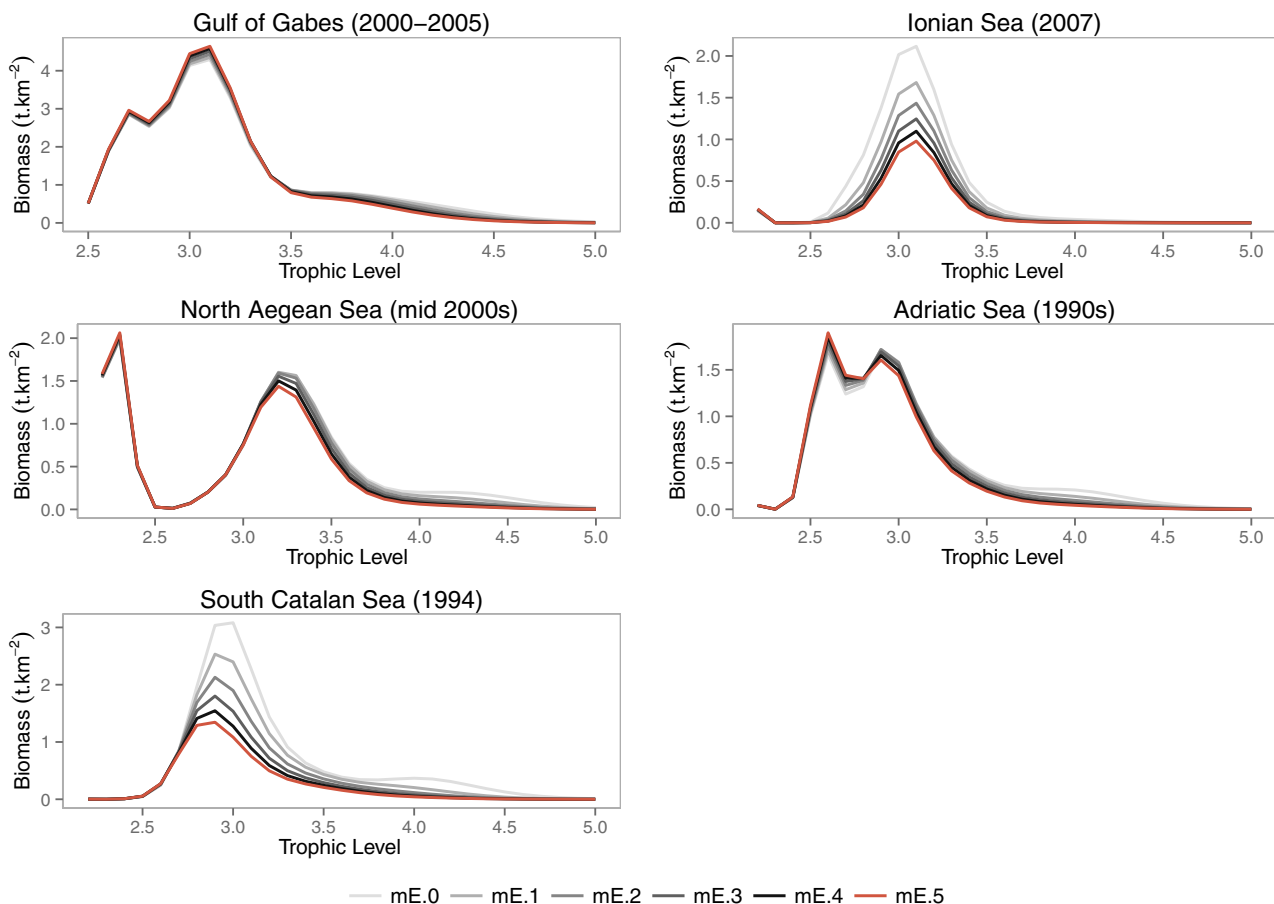 Gulf of Gabes (2000−2005)
Biomass (t.km−2)
4
3
2
1
0
2.5 3.0 3.5 4.0 4.5 5.0
Trophic Level
Ionian Sea (2007)
Biomass (t.km−2)
2.0
1.5
1.0
0.5
0.0
2.5 3.0 3.5 4.0 4.5 5.0
Trophic Level
North Aegean Sea (mid 2000s)
Biomass (t.km−2)
2.0
1.5
1.0
0.5
0.0
2.5 3.0 3.5 4.0 4.5 5.0
Trophic Level
Adriatic Sea (1990s)
Biomass (t.km−2)
1.5
1.0
0.5
0.0
2.5 3.0 3.5 4.0 4.5 5.0
Trophic Level
South Catalan Sea (1994)
Biomass (t.km−2)
3
2
1
0
2.5 3.0 3.5 4.0 4.5 5.0
Trophic Level
mE.0 mE.1 mE.2 mE.3 mE.4 mE.5